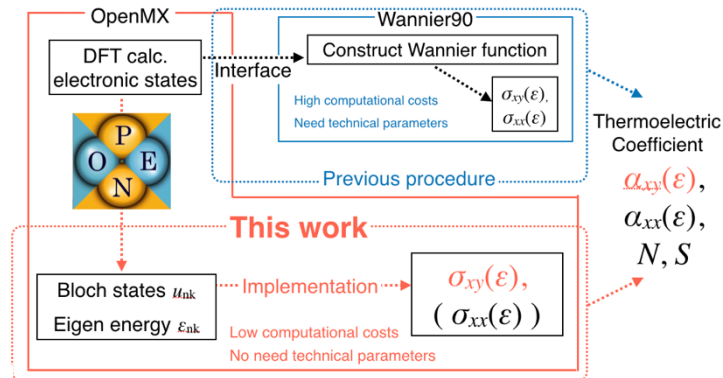 OpenMX
Wannier90
DFT calc.
electronic states
Interface
Construct Wannier function
High computational costs
Need technical parameters
σxy(ε),
σxx(ε)
Previous procedure
P
O E
N
Thermoelectric
Coefficient
αxy(ε),
αxx(ε),
N, S
This work
Bloch states unk
Eigen energy εnk
Implementation
Low computational costs
No need technical parameters
σxy(ε),
( σxx(ε) )